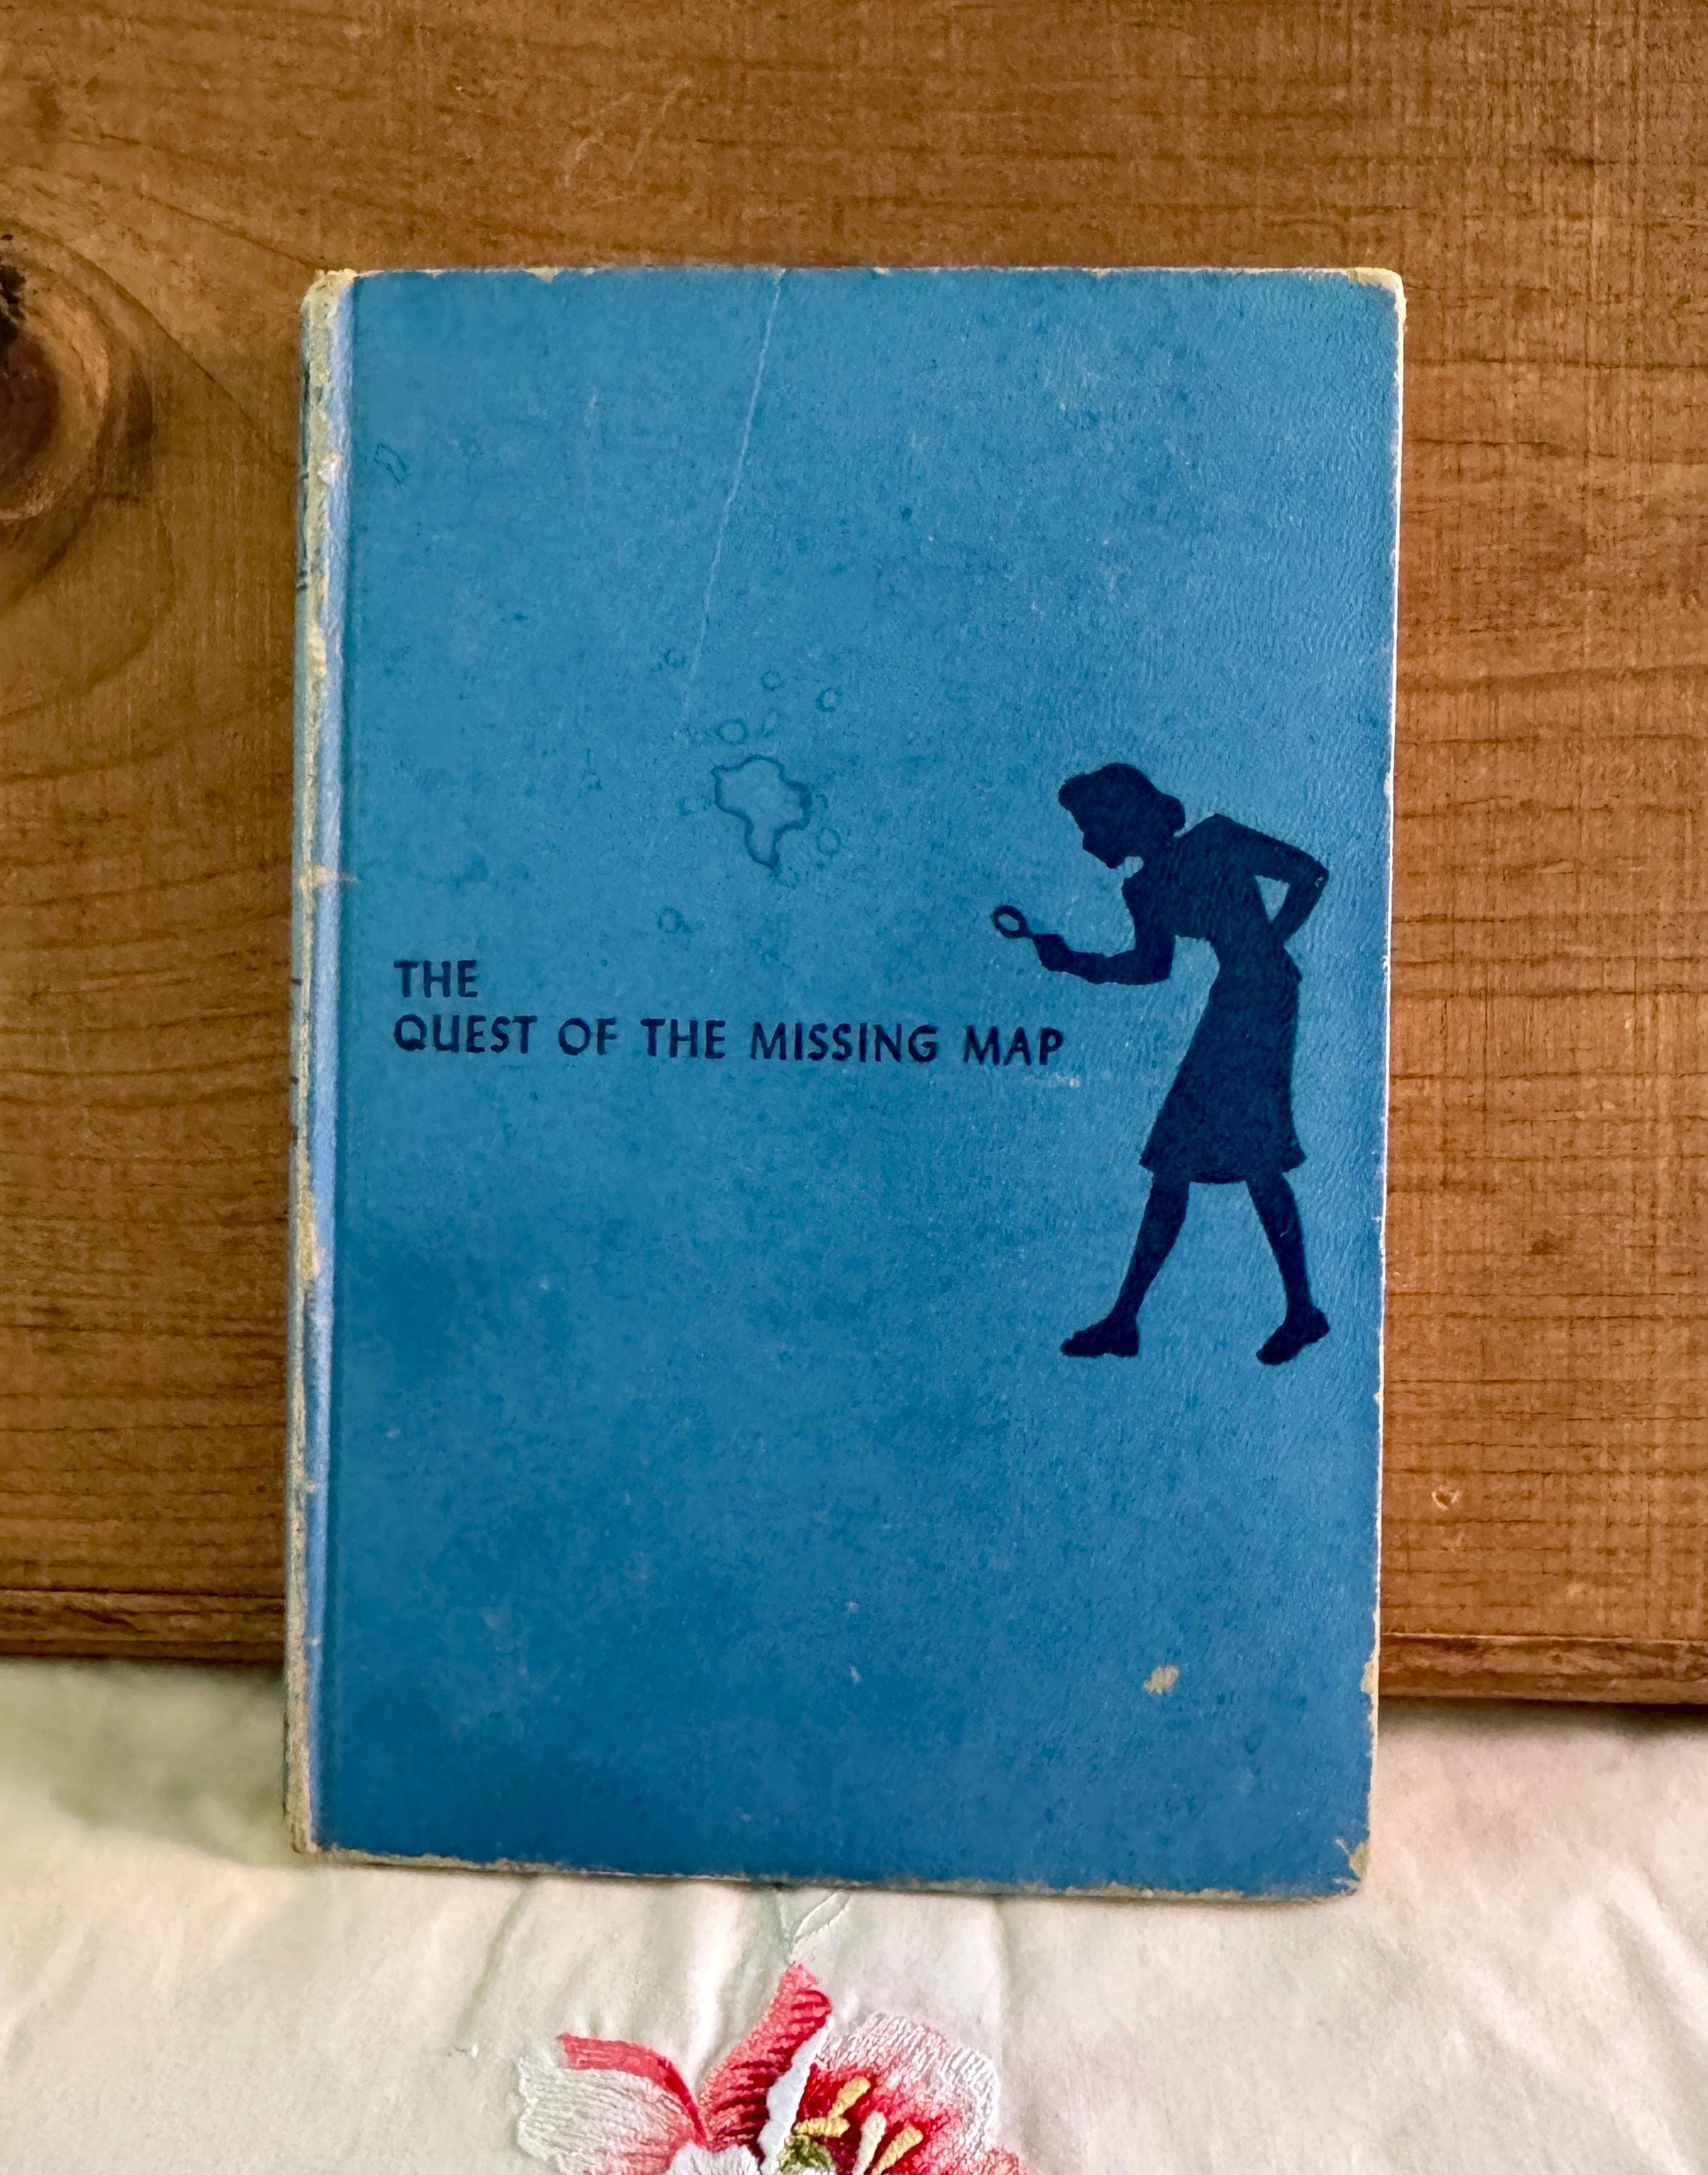 THE
QUEST OF THE MISSING MAP